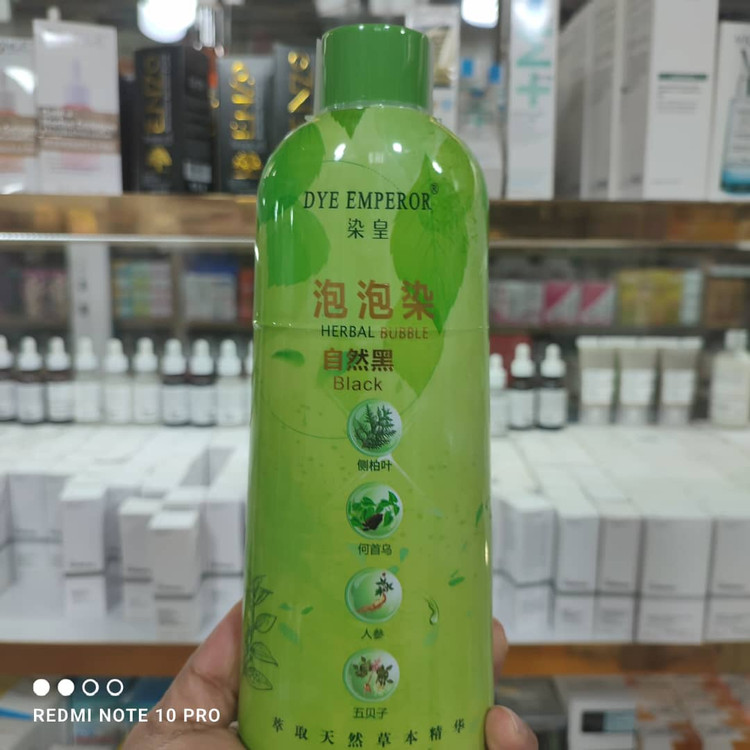 ENZO
DYE EMPEROR®
染皇
泡泡染
HERBAL BUBBLE
自然黑
Black
侧柏叶
何首乌
人参
五贝子
萃取天然草本精华
REDMI NOTE 10 PRO